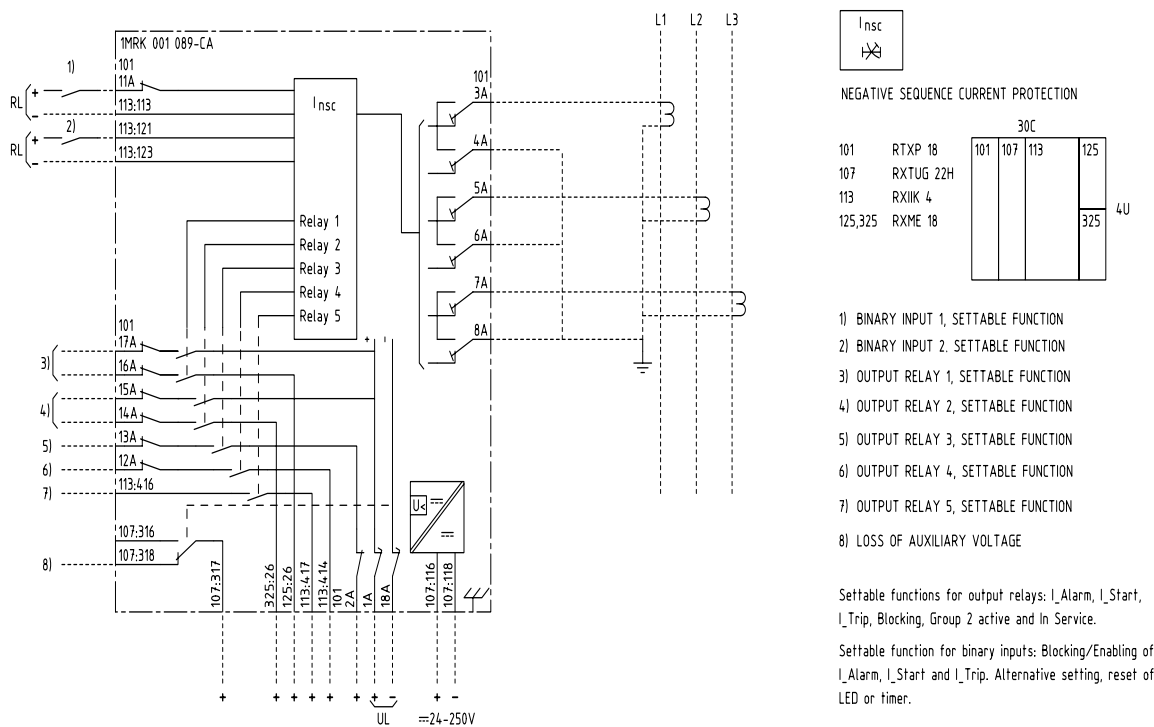 1MRK 001 089-CA
101
11A
113:113
113:121
113:123
1)
RL
+
-
2)
RL
+
-
Insc
Relay 1
Relay 2
Relay 3
Relay 4
Relay 5
+ -
101
3A
4A
5A
6A
7A
8A
L1 L2 L3
101
17A
16A
15A
14A
13A
12A
113:416
107:316
107:318
3)
4)
5)
6)
7)
8)
U<
107:317
325:26
125:26
113:417
113:414
101
2A
1A
18A
107:116
107:118
+ + + + + + + - + -
UL
=24-250V
Insc
NEGATIVE SEQUENCE CURRENT PROTECTION
30C
101 RTXP 18
107 RXTUG 22H
113 RXIIK 4
125,325 RXME 18
101 107 113 125
325
4U
1) BINARY INPUT 1, SETTABLE FUNCTION
2) BINARY INPUT 2. SETTABLE FUNCTION
3) OUTPUT RELAY 1, SETTABLE FUNCTION
4) OUTPUT RELAY 2, SETTABLE FUNCTION
5) OUTPUT RELAY 3, SETTABLE FUNCTION
6) OUTPUT RELAY 4, SETTABLE FUNCTION
7) OUTPUT RELAY 5, SETTABLE FUNCTION
8) LOSS OF AUXILIARY VOLTAGE
Settable functions for output relays: I_Alarm, I_Start,
I_Trip, Blocking, Group 2 active and In Service.
Settable function for binary inputs: Blocking/Enabling of
I_Alarm, I_Start and I_Trip. Alternative setting, reset of
LED or timer.